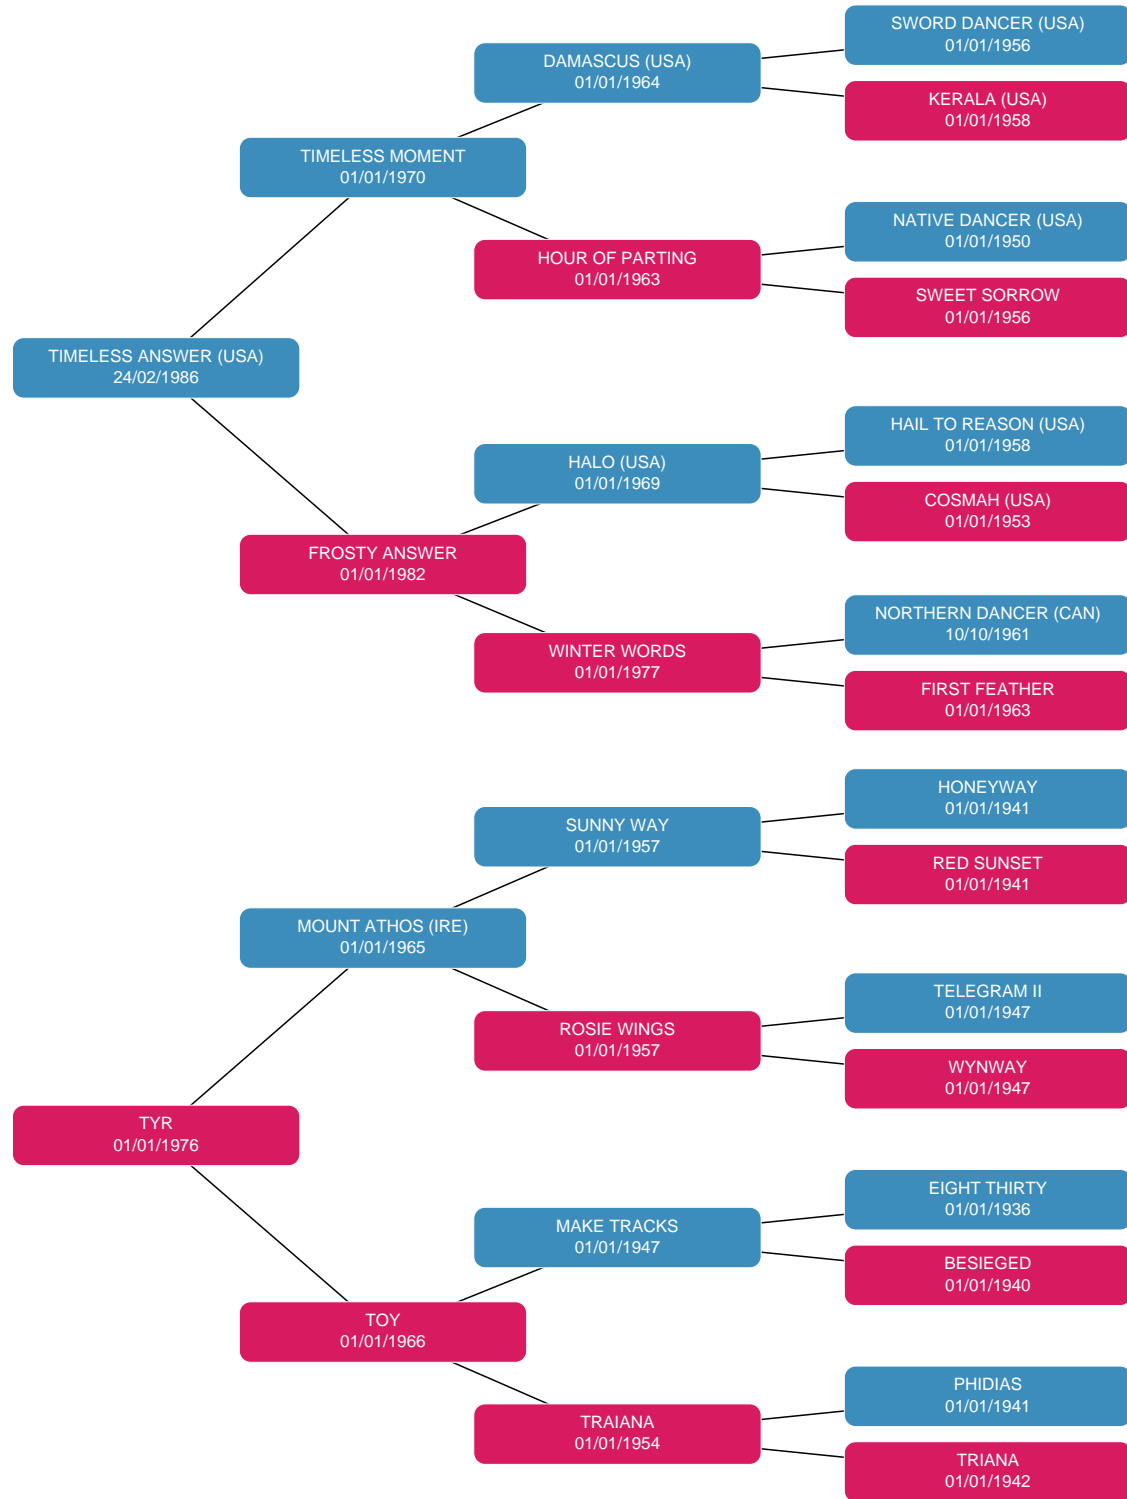 SWORD DANCER (USA)
01/01/1956
DAMASCUS (USA)
01/01/1964
KERALA (USA)
01/01/1958
TIMELESS MOMENT
01/01/1970
NATIVE DANCER (USA)
01/01/1950
HOUR OF PARTING
01/01/1963
SWEET SORROW
01/01/1956
TIMELESS ANSWER (USA)
24/02/1986
HAIL TO REASON (USA)
01/01/1958
HALO (USA)
01/01/1969
COSMAH (USA)
01/01/1953
FROSTY ANSWER
01/01/1982
NORTHERN DANCER (CAN)
10/10/1961
WINTER WORDS
01/01/1977
FIRST FEATHER
01/01/1963
HONEYWAY
01/01/1941
SUNNY WAY
01/01/1957
RED SUNSET
01/01/1941
MOUNT ATHOS (IRE)
01/01/1965
TELEGRAM II
01/01/1947
ROSIE WINGS
01/01/1957
WYNWAY
01/01/1947
TYR
01/01/1976
EIGHT THIRTY
01/01/1936
MAKE TRACKS
01/01/1947
BESIEGED
01/01/1940
TOY
01/01/1966
PHIDIAS
01/01/1941
TRAIANA
01/01/1954
TRIANA
01/01/1942